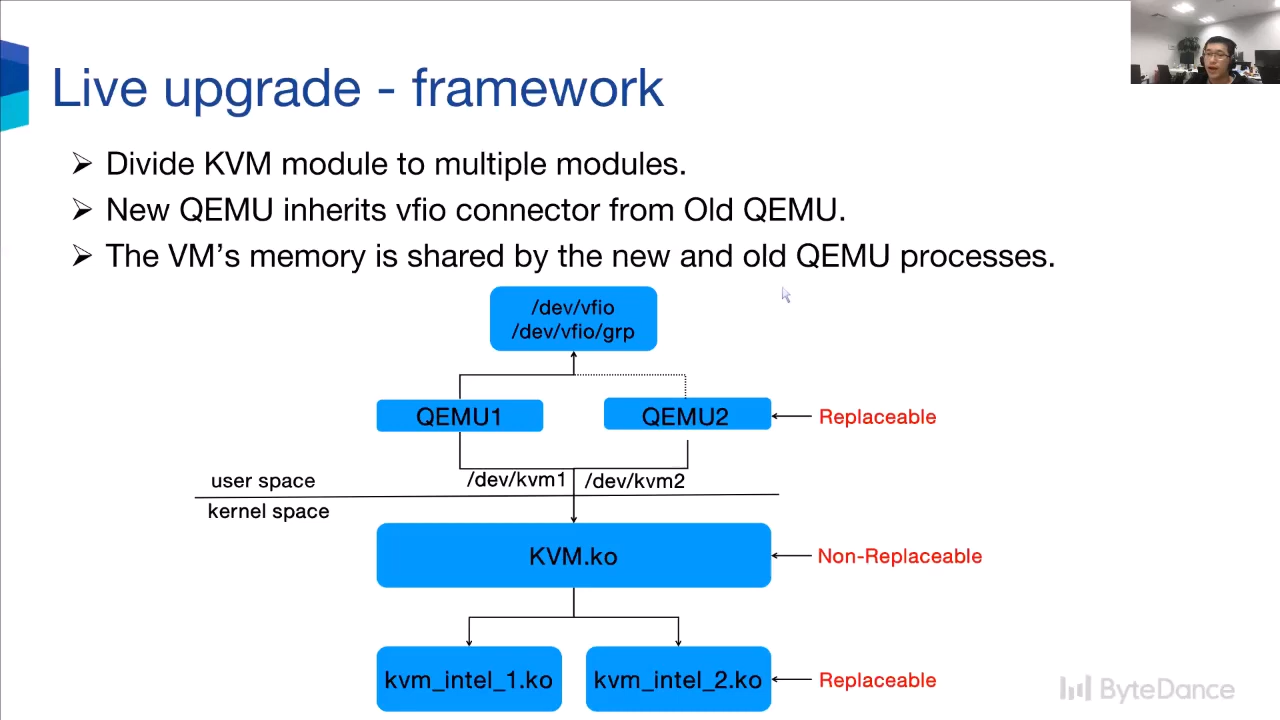 Live upgrade - framework
Divide KVM module to multiple modules.
New QEMU inherits vfio connector from Old QEMU.
The VM's memory is shared by the new and old QEMU processes.
/dev/vfio
/dev/vfio/grp
QEMU1
QEMU2
Replaceable
/dev/kvm1
/dev/kvm2
user space
kernel space
KVM.ko
Non-Replaceable
kvm_intel_1.ko
kvm_intel_2.ko
Replaceable
ByteDance